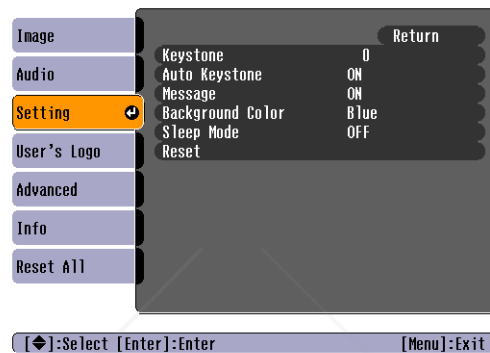 Image
Audio
Setting
User's Logo
Advanced
Info
Reset All
Return
Keystone 0
Auto Keystone ON
Message ON
Background Color Blue
Sleep Mode OFF
Reset
[◆]:Select [Enter]:Enter [Menu]:Exit